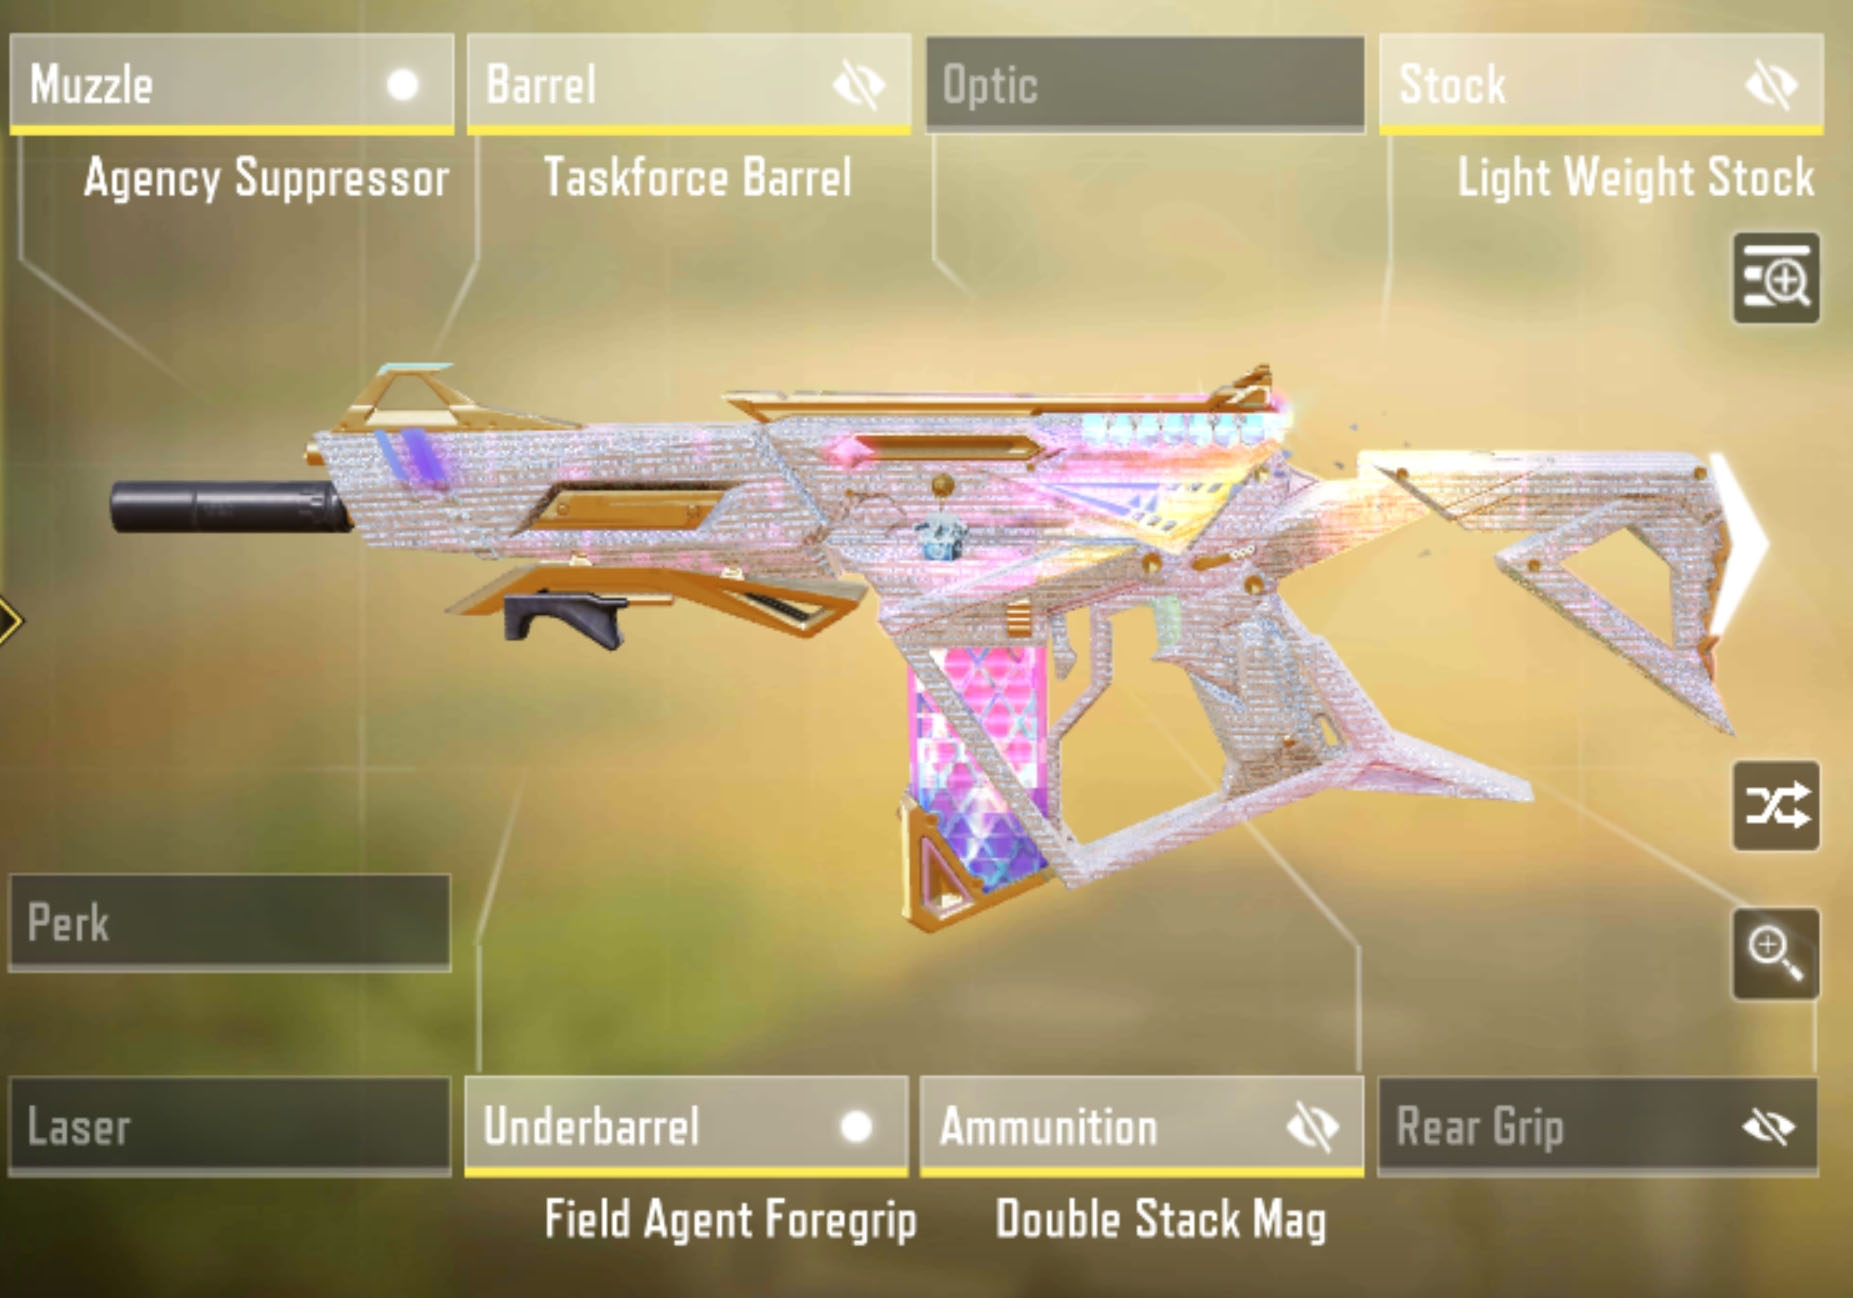 Muzzle
Barrel
Optic
Stock
Agency Suppressor
Taskforce Barrel
Light Weight Stock
Perk
Laser
Underbarrel
Ammunition
Rear Grip
Field Agent Foregrip
Double Stack Mag